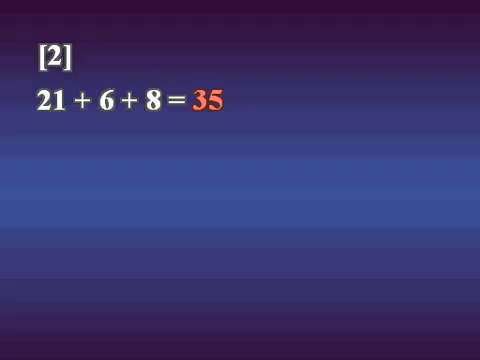 [2]
21 + 6 + 8 = 35